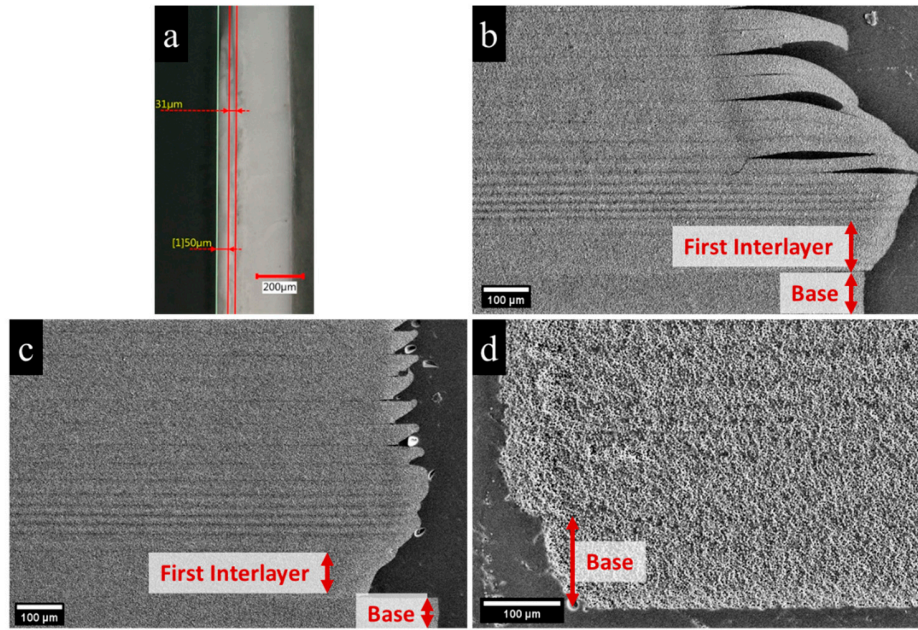 a
31µm
[1]50µm
200µm
b
First Interlayer
Base
100 µm
c
First Interlayer
Base
100 µm
d
Base
100 µm